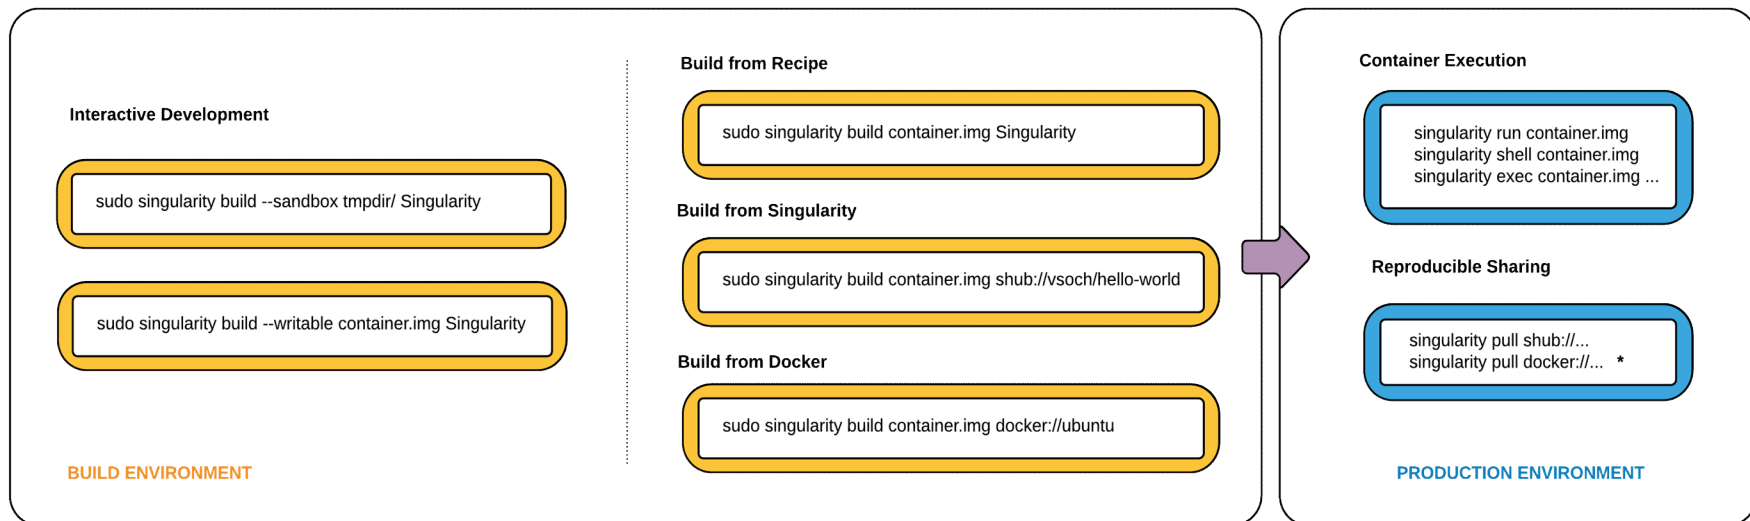 Interactive Development
sudo singularity build --sandbox tmpdir/ Singularity
sudo singularity build --writable container.img Singularity
BUILD ENVIRONMENT
Build from Recipe
sudo singularity build container.img Singularity
Build from Singularity
sudo singularity build container.img shub://vsoch/hello-world
Build from Docker
sudo singularity build container.img docker://ubuntu
Container Execution
singularity run container.img
singularity shell container.img
singularity exec container.img ...
Reproducible Sharing
singularity pull shub://...
singularity pull docker://... *
PRODUCTION ENVIRONMENT